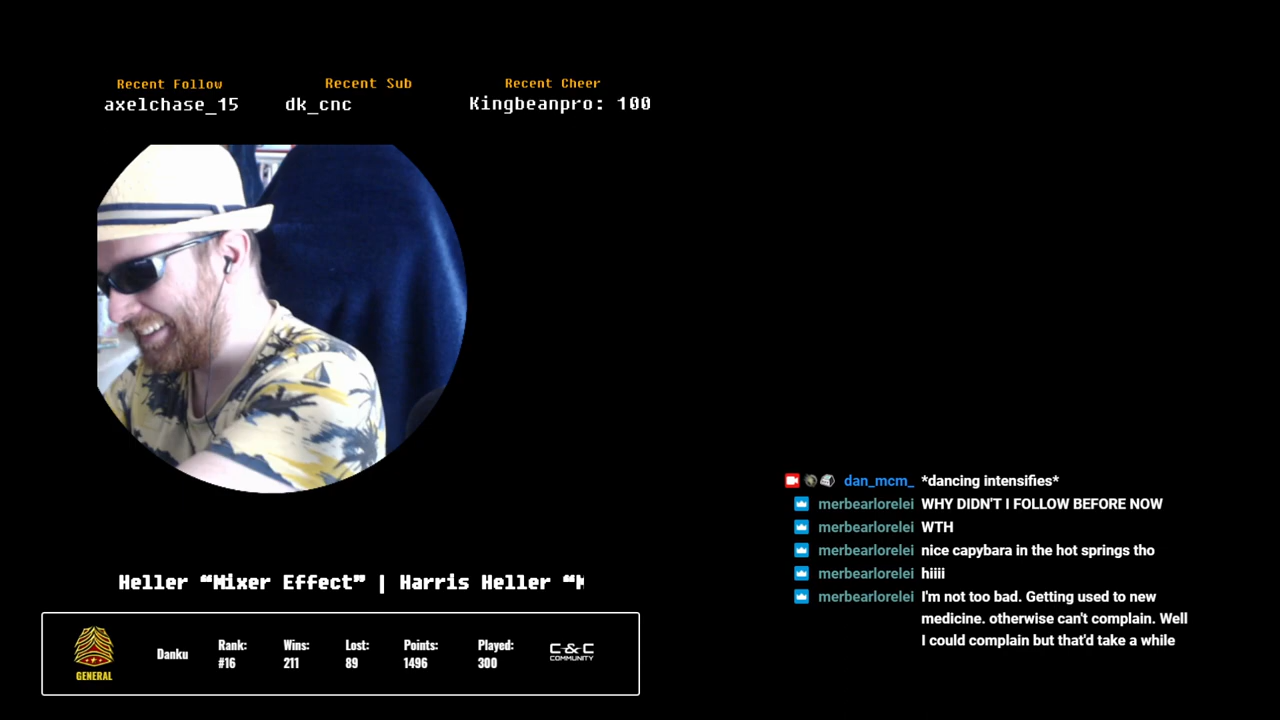 Recent Follow
Recent Sub
Recent Cheer
axelchase_15
dk_cnc
Kingbeanpro: 100
dan_mcm_ *dancing intensifies*
merbearlorelei WHY DIDN'T I FOLLOW BEFORE NOW
merbearlorelei WTH
merbearlorelei nice capybara in the hot springs tho
merbearlorelei hiiii
merbearlorelei I'm not too bad. Getting used to new
medicine. otherwise can't complain. Well
I could complain but that'd take a while
Heller “Mixer Effect” | Harris Heller “M
GENERAL
Danku
Rank:
#16
Wins:
211
Lost:
89
Points:
1496
Played:
300
C&C
COMMUNITY